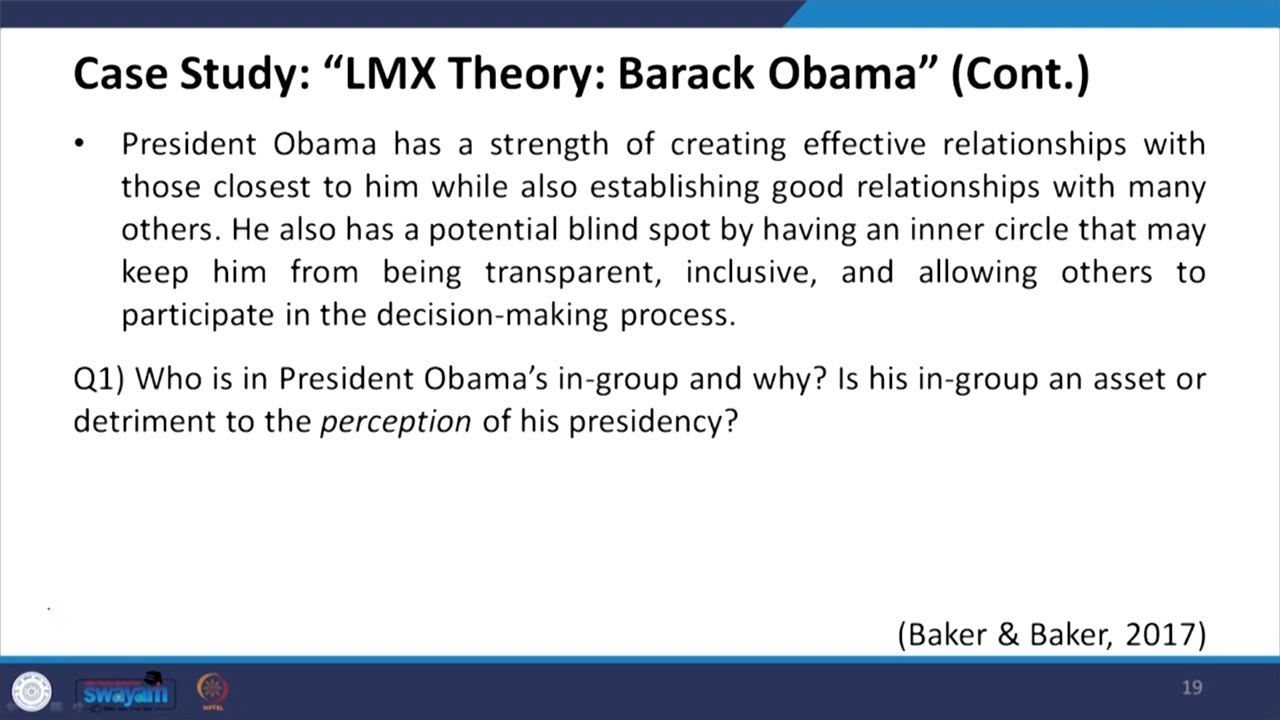 Case Study: “LMX Theory: Barack Obama” (Cont.)
• President Obama has a strength of creating effective relationships with
those closest to him while also establishing good relationships with many
others. He also has a potential blind spot by having an inner circle that may
keep him from being transparent, inclusive, and allowing others to
participate in the decision-making process.
Q1) Who is in President Obama’s in-group and why? Is his in-group an asset or
detriment to the perception of his presidency?
(Baker & Baker, 2017)
swayam
NPTEL
19